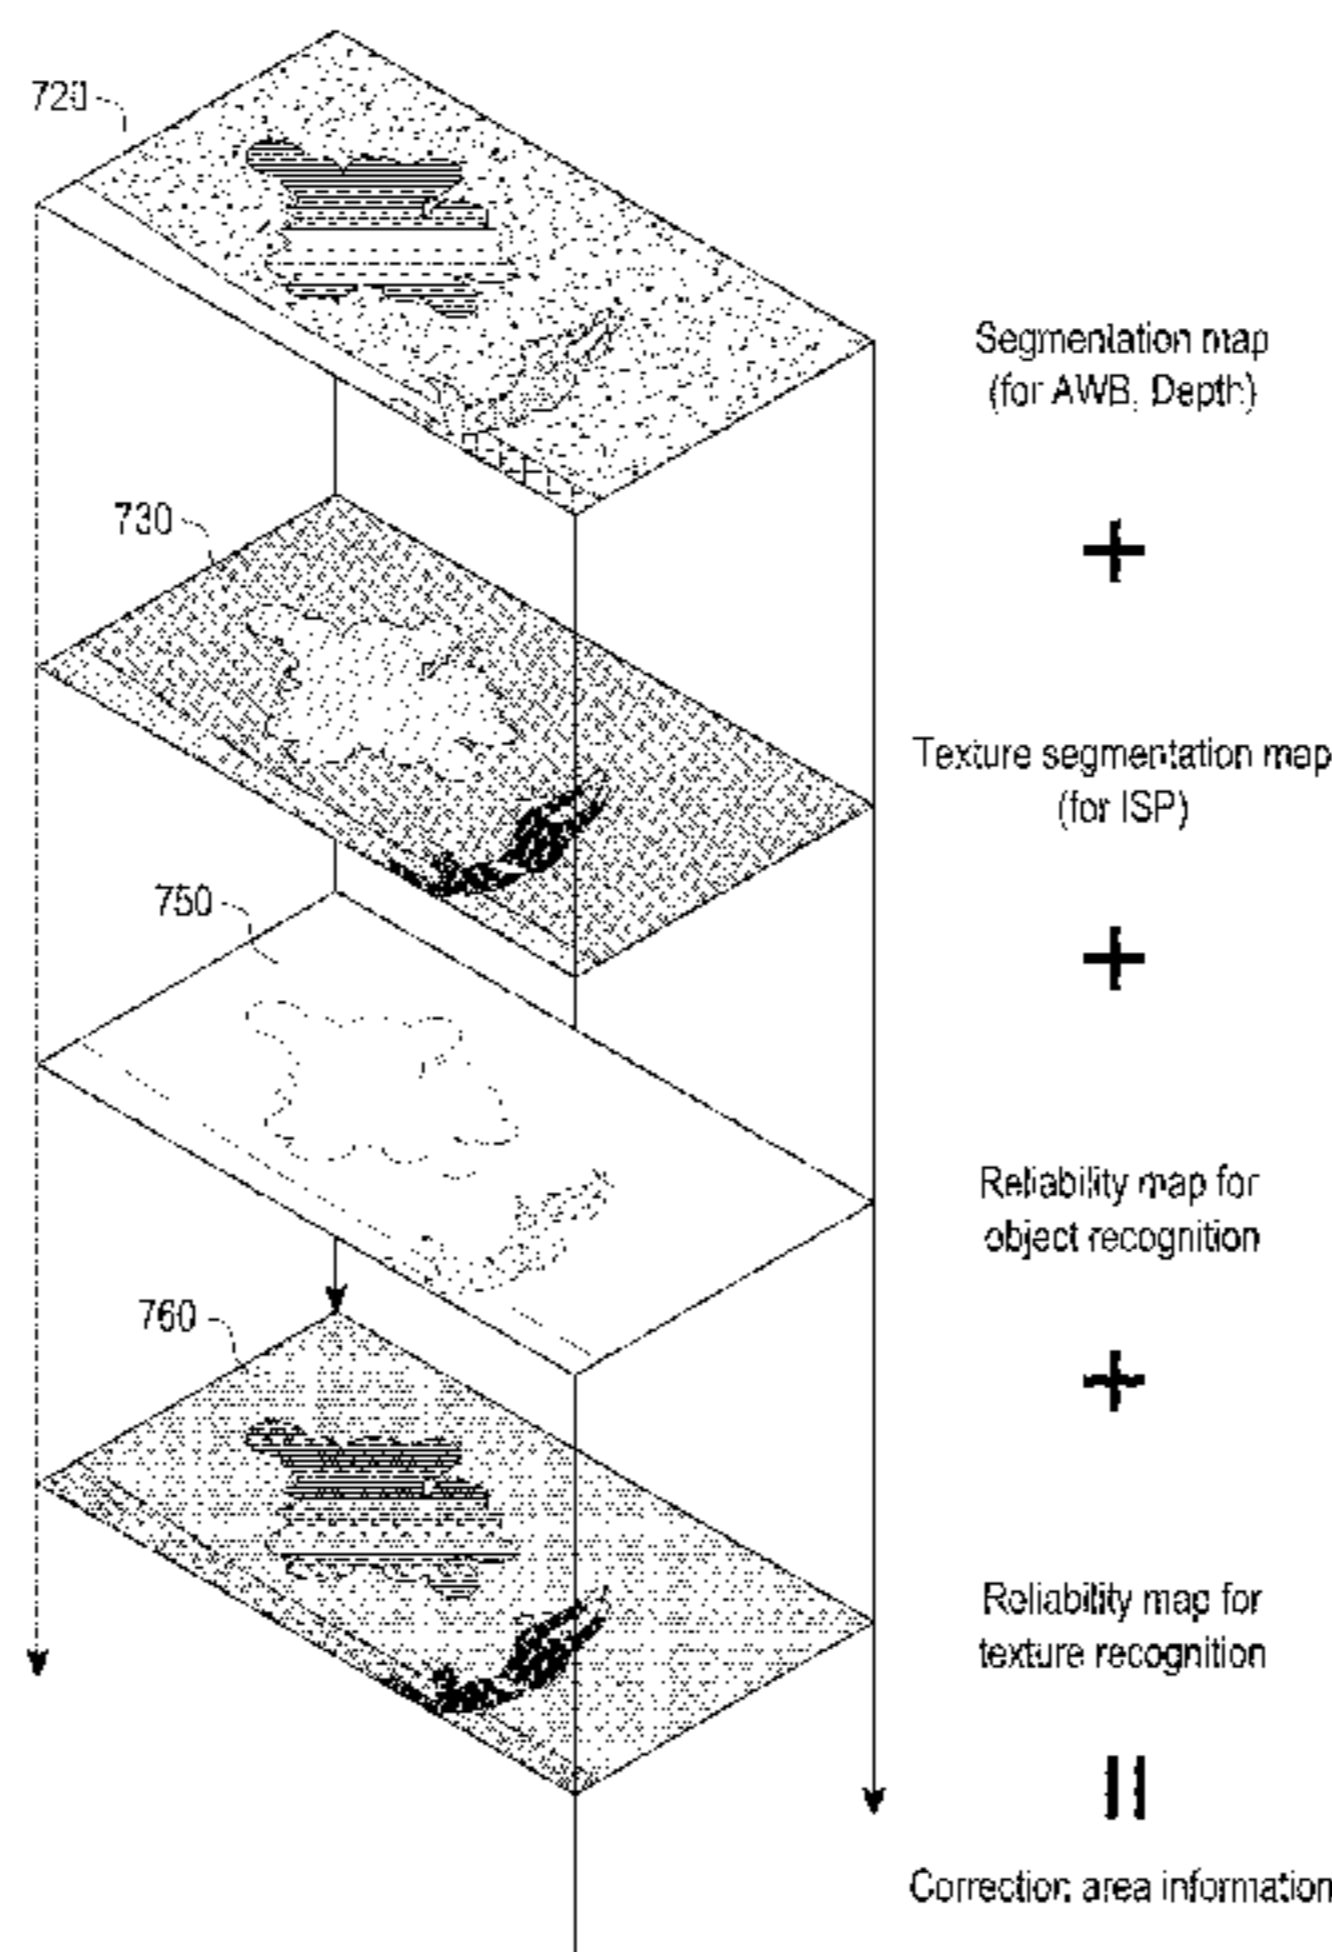 720
Segmentation map
(for AWB, Depth)
+
730
Texture segmentation map
(for ISP)
+
750
Reliability map for
object recognition
+
760
Reliability map for
texture recognition
=
Correction area information